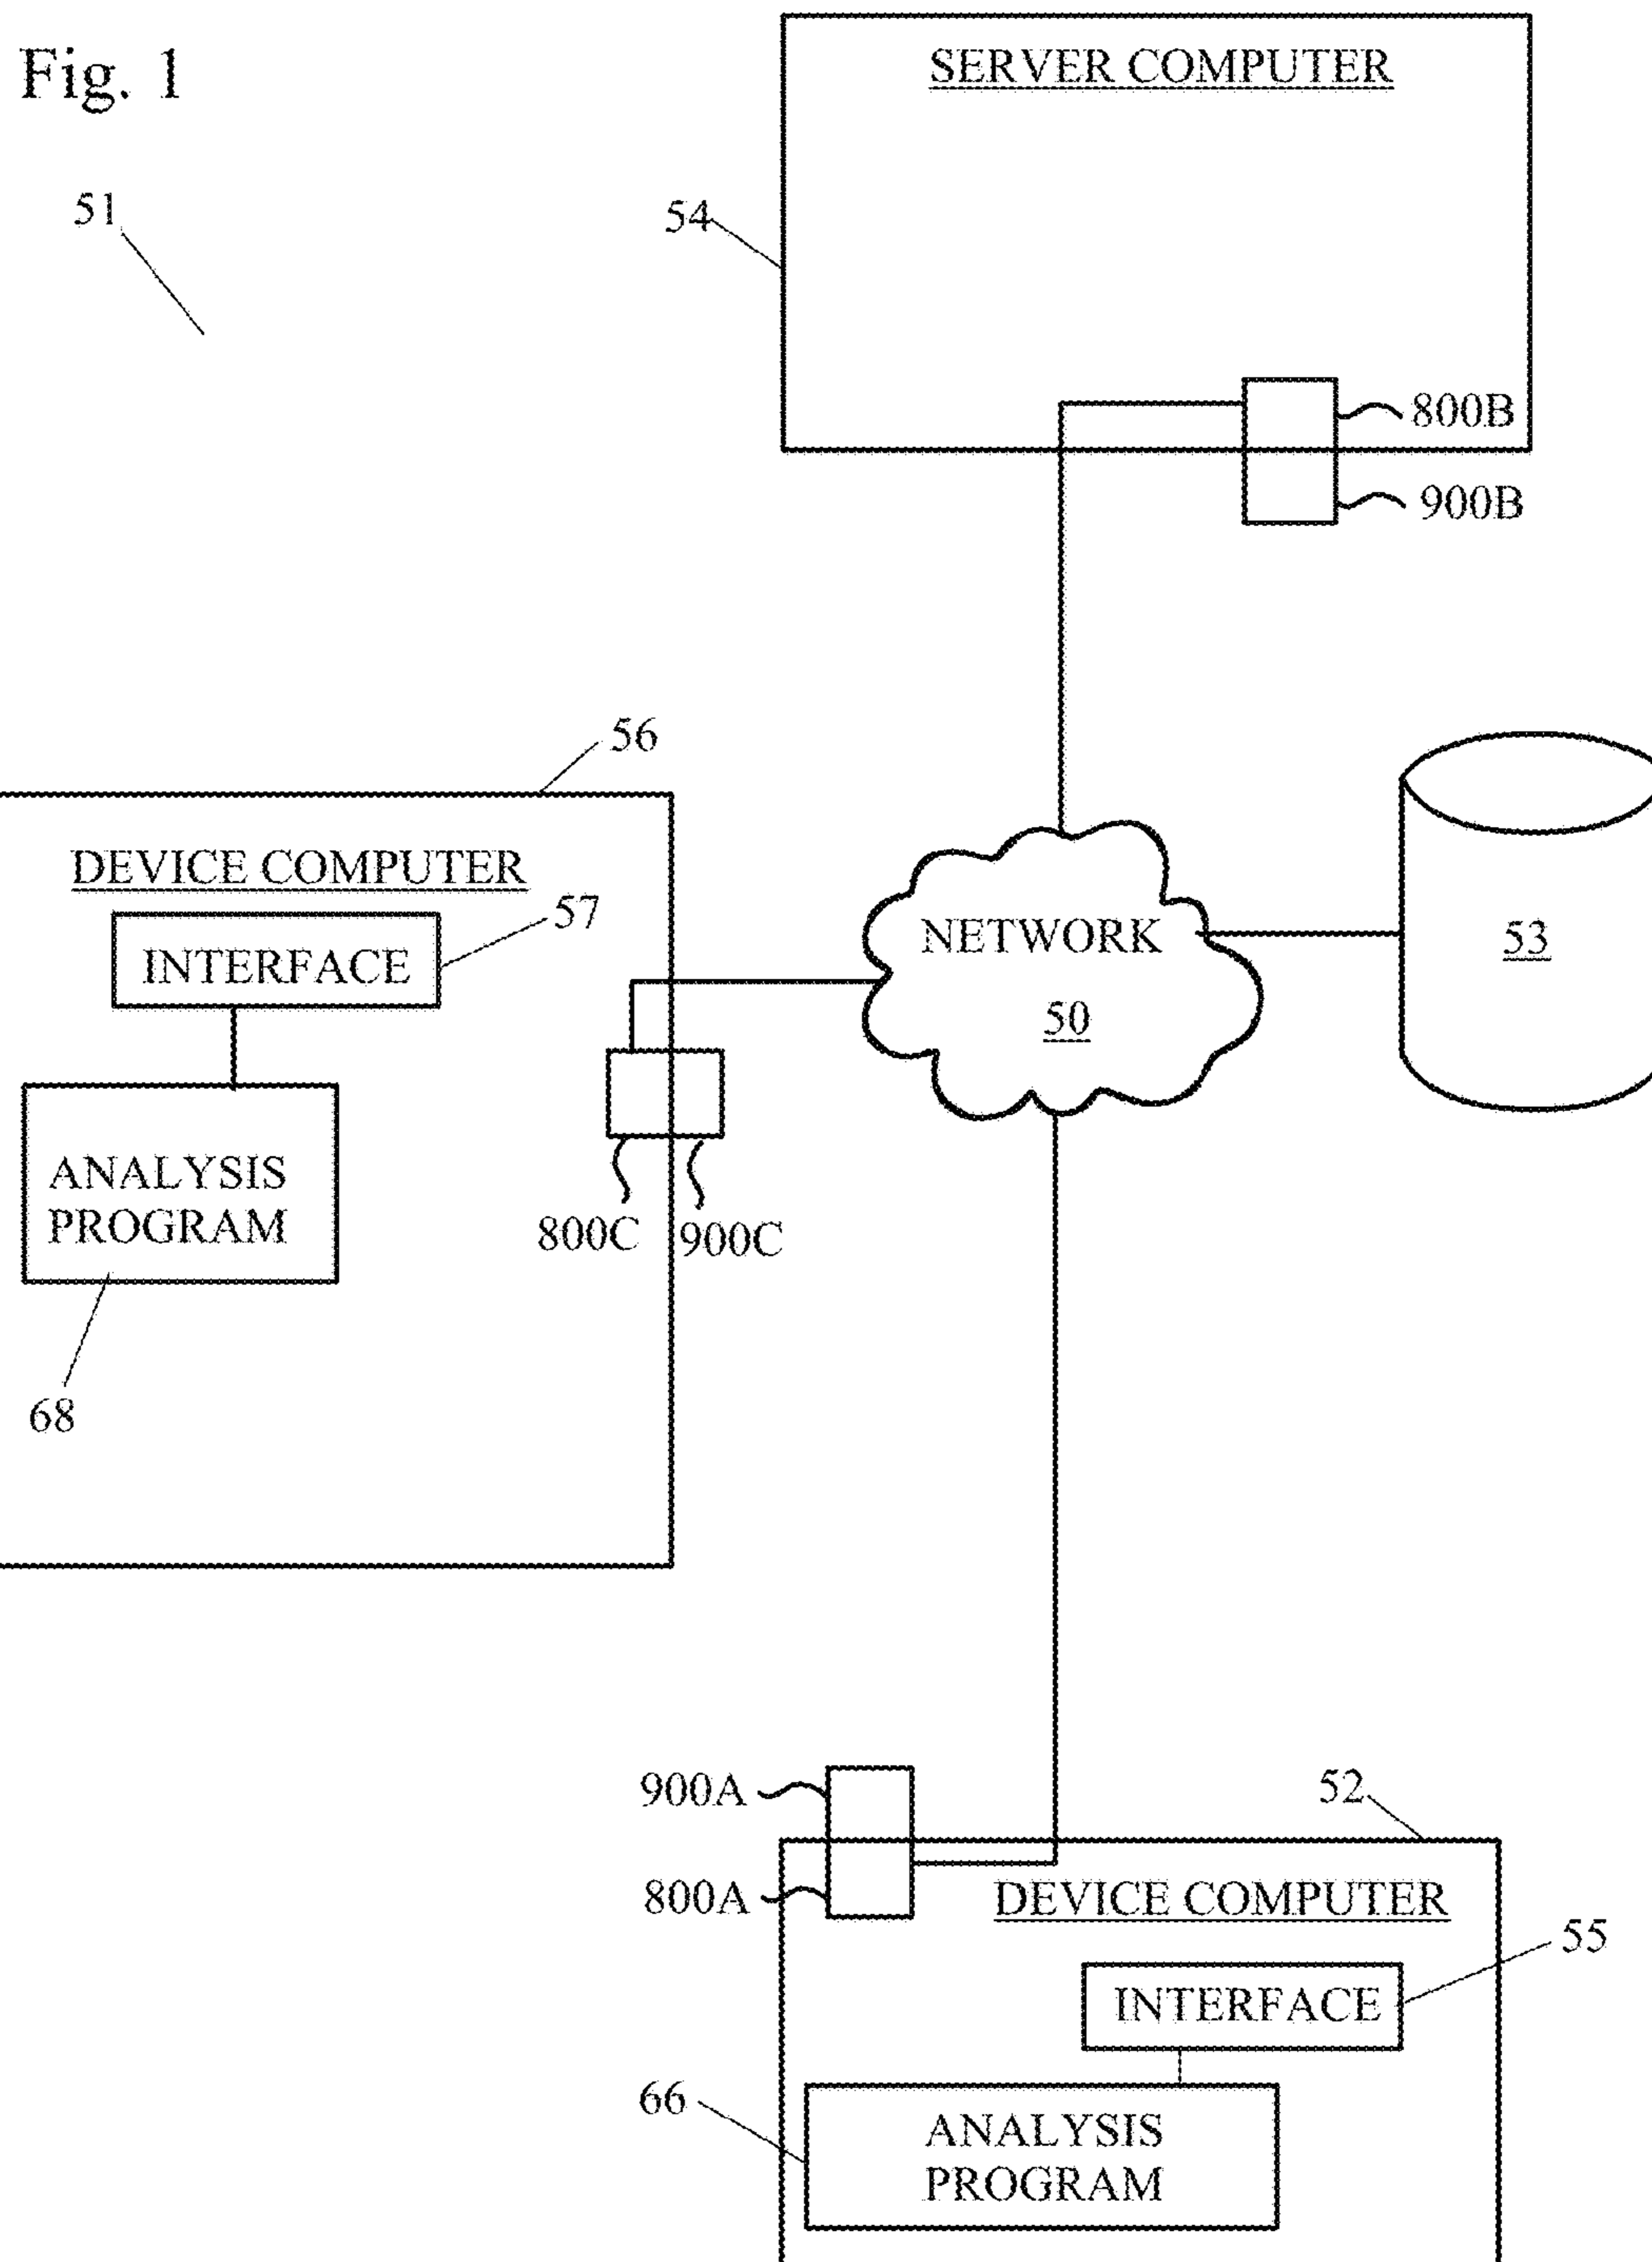 Fig. 1
SERVER COMPUTER
51
54
800B
900B
56
DEVICE COMPUTER
57
INTERFACE
NETWORK
53
50
ANALYSIS
PROGRAM
800C
900C
68
900A
52
800A
DEVICE COMPUTER
55
INTERFACE
66
ANALYSIS
PROGRAM